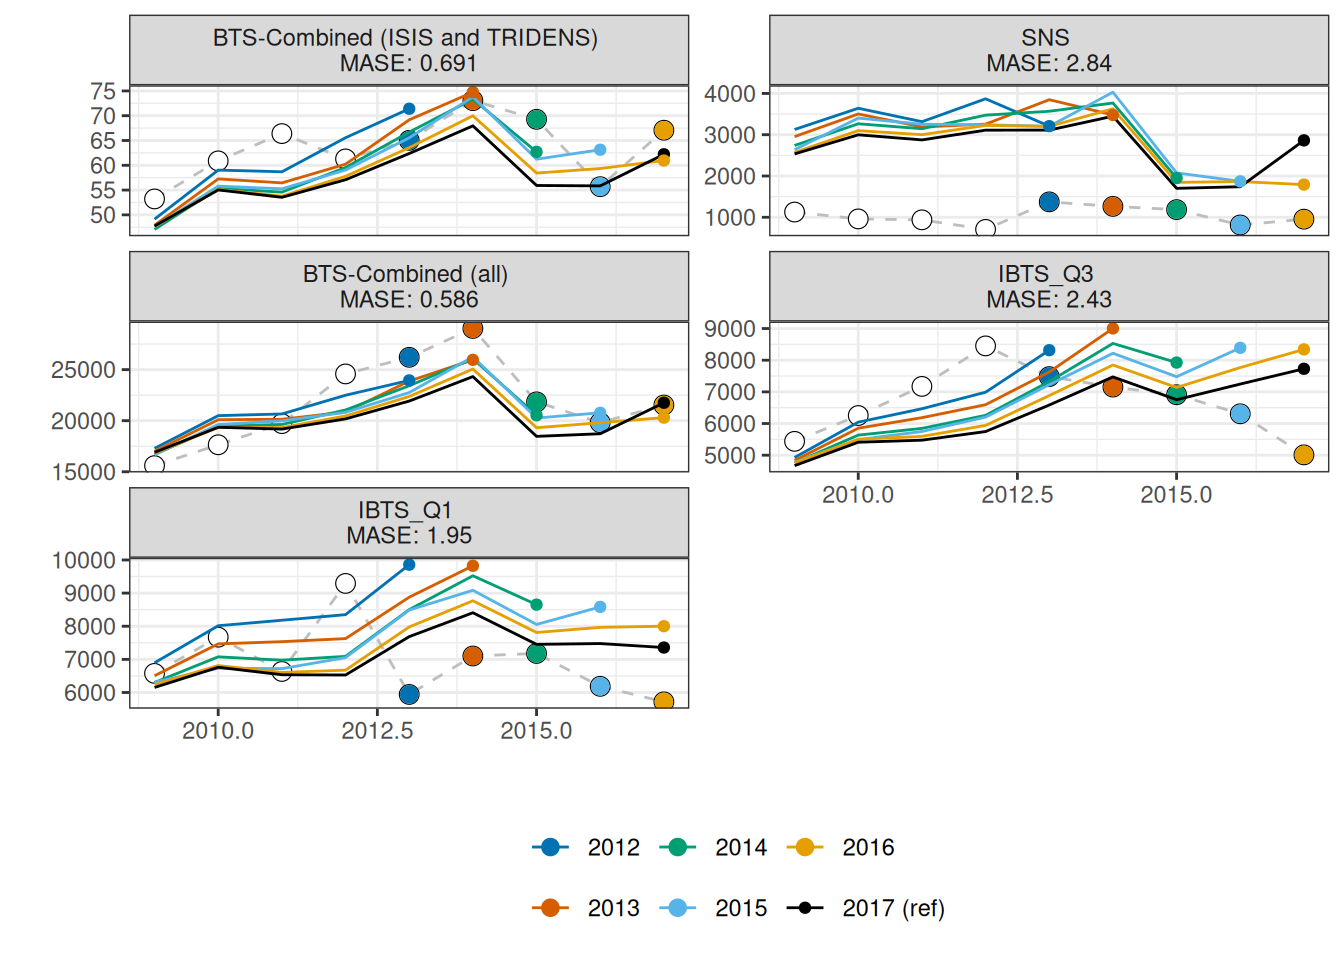 BTS-Combined (ISIS and TRIDENS)
MASE: 0.691
75
70
65
60
55
50
SNS
MASE: 2.84
4000
3000
2000
1000
BTS-Combined (all)
MASE: 0.586
25000
20000
15000
IBTS_Q3
MASE: 2.43
9000
8000
7000
6000
5000
2010.0 2012.5 2015.0
IBTS_Q1
MASE: 1.95
10000
9000
8000
7000
6000
2010.0 2012.5 2015.0
2012 2014 2016
2013 2015 2017 (ref)